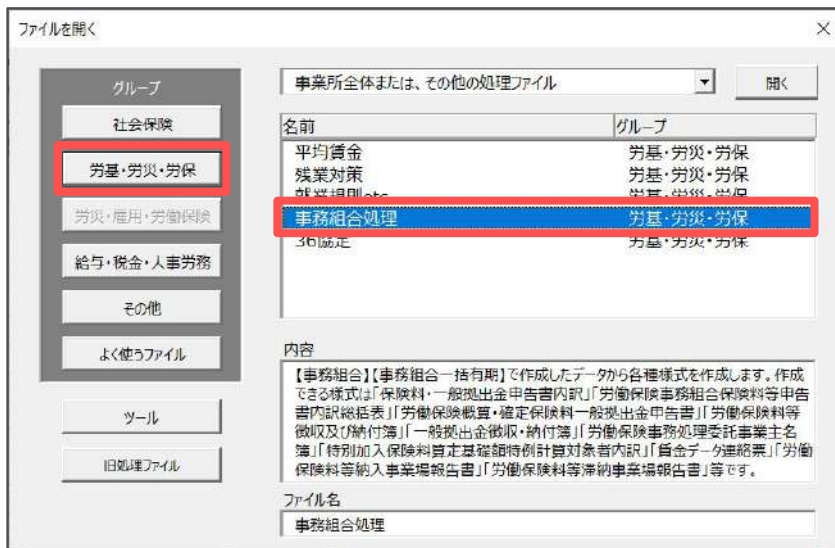 ファイルを開く
グループ
社会保険
労基・労災・労保
労災・雇用・労働保険
給与・税金・人事労務
その他
よく使うファイル
ツール
旧処理ファイル
事業所全体または、その他の処理ファイル
開く
名前 グループ
平均賃金 労基・労災・労保
残業対策 労基・労災・労保
就業規則etc 労基・労災・労保
事務組合処理 労基・労災・労保
36協定 労基・労災・労保
内容
【事務組合】【事務組合一括有期】で作成したデータから各種様式を作成します。作成
できる様式は「保険料・一般拠出金申告書内訳」「労働保険事務組合保険料等申告
書内訳総括表」「労働保険概算・確定保険料一般拠出金申告書」「労働保険料等
徴収及び納付簿」「一般拠出金徴収・納付簿」「労働保険事務処理委託事業主名
簿」「特別加入保険料算定基礎額特例計算対象者内訳」「賃金データ連絡票」「労働
保険料等納入事業場報告書」「労働保険料等滞納事業場報告書」等です。
ファイル名
事務組合処理